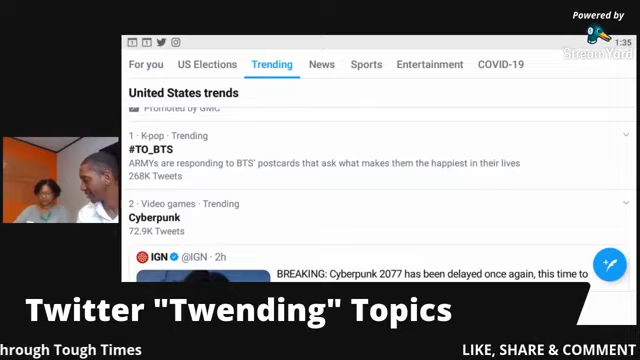 Powered by
StreamYard
1:35
For you US Elections Trending News Sports Entertainment COVID-19
United States trends
Promoted by GMC
1 · K-pop · Trending
#TO_BTS
ARMYs are responding to BTS' postcards that ask what makes them the happiest in their lives
268K Tweets
2 · Video games · Trending
Cyberpunk
72.9K Tweets
IGN @IGN · 2h
BREAKING: Cyberpunk 2077 has been delayed once again, this time to
Twitter "Twending" Topics
hrough Tough Times
LIKE, SHARE & COMMENT